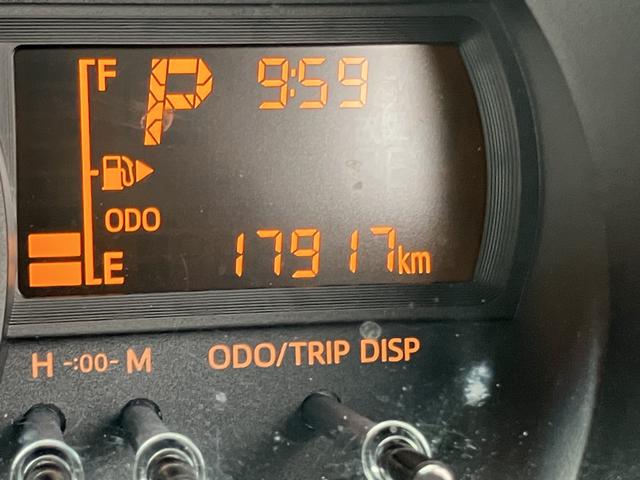 F P 9:59
ODO
E 17917km
H -:00- M ODO/TRIP DISP